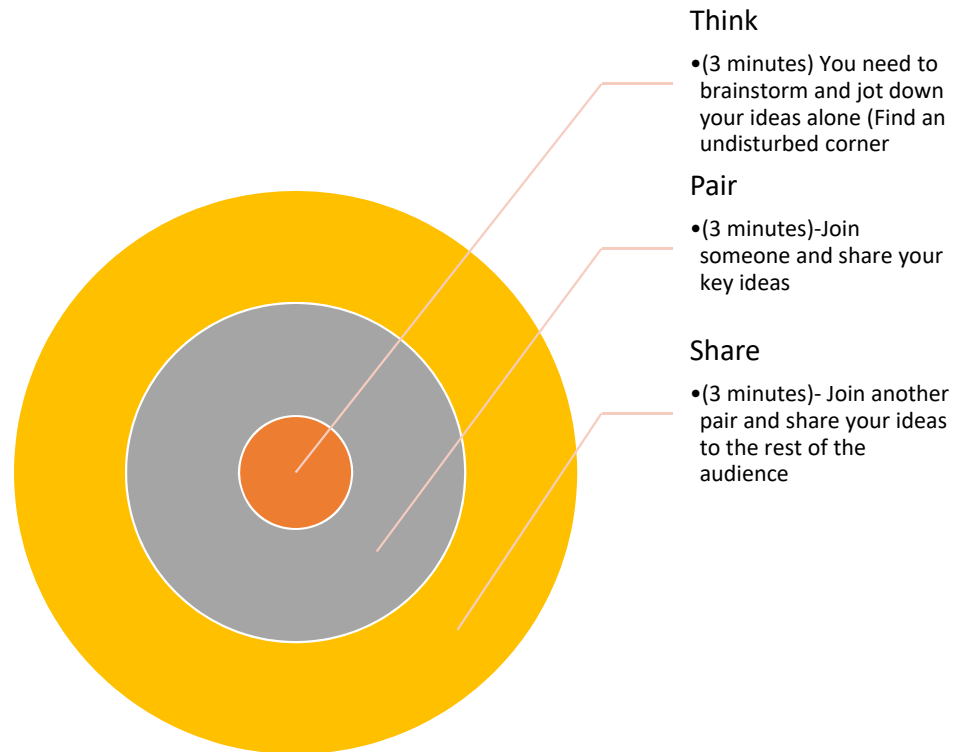 Think
•(3 minutes) You need to
brainstorm and jot down
your ideas alone (Find an
undisturbed corner
Pair
•(3 minutes)-Join
someone and share your
key ideas
Share
•(3 minutes)- Join another
pair and share your ideas
to the rest of the
audience